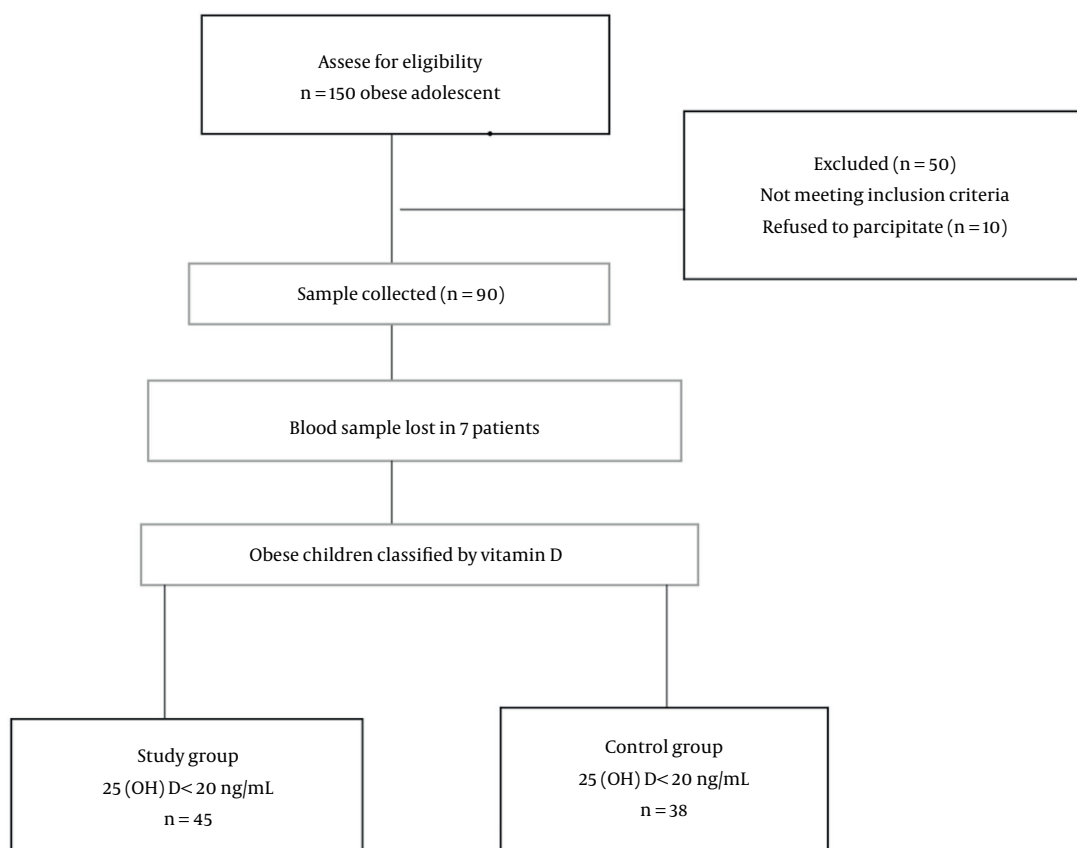 Assese for eligibility
n = 150 obese adolescent
Excluded (n = 50)
Not meeting inclusion criteria
Refused to parcipitate (n = 10)
Sample collected (n = 90)
Blood sample lost in 7 patients
Obese children classified by vitamin D
Study group
25 (OH) D< 20 ng/mL
n = 45
Control group
25 (OH) D< 20 ng/mL
n = 38